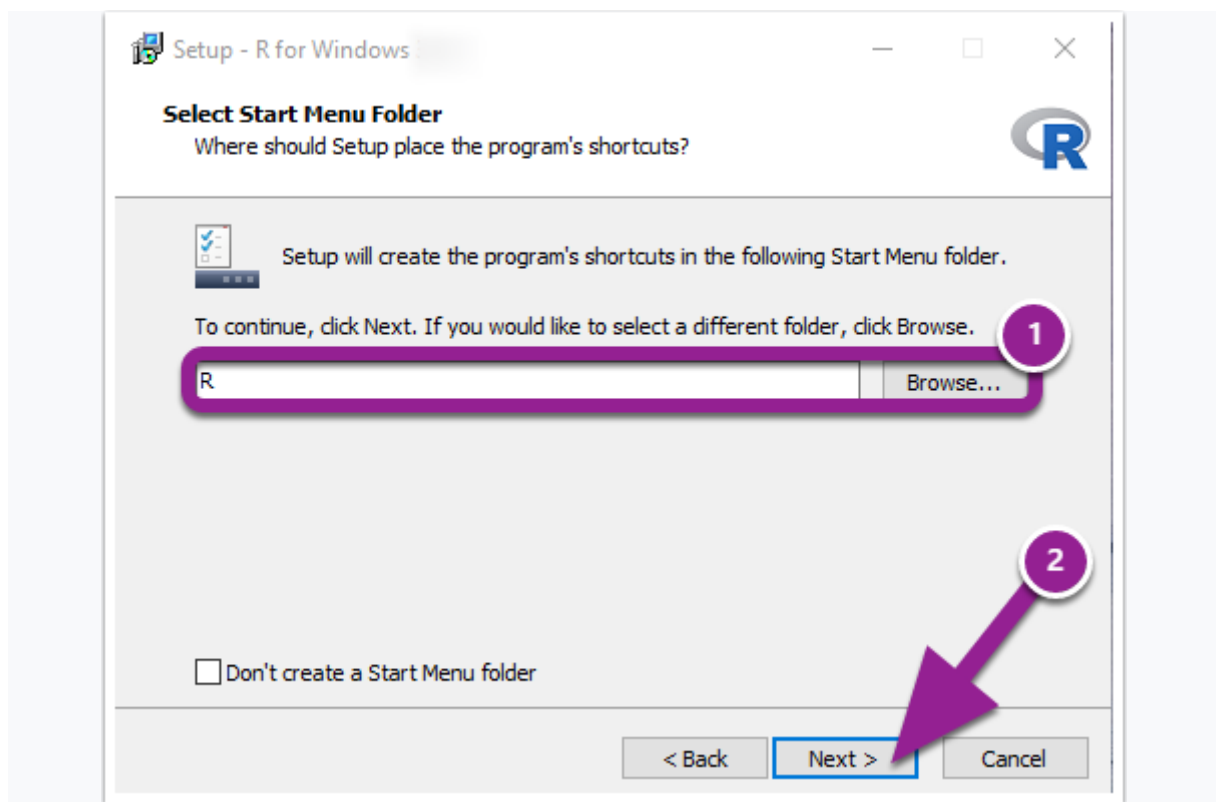 Setup - R for Windows
Select Start Menu Folder
Where should Setup place the program's shortcuts?
R
Setup will create the program's shortcuts in the following Start Menu folder.
To continue, click Next. If you would like to select a different folder, click Browse.
1
R
Browse...
2
Don't create a Start Menu folder
< Back
Next >
Cancel